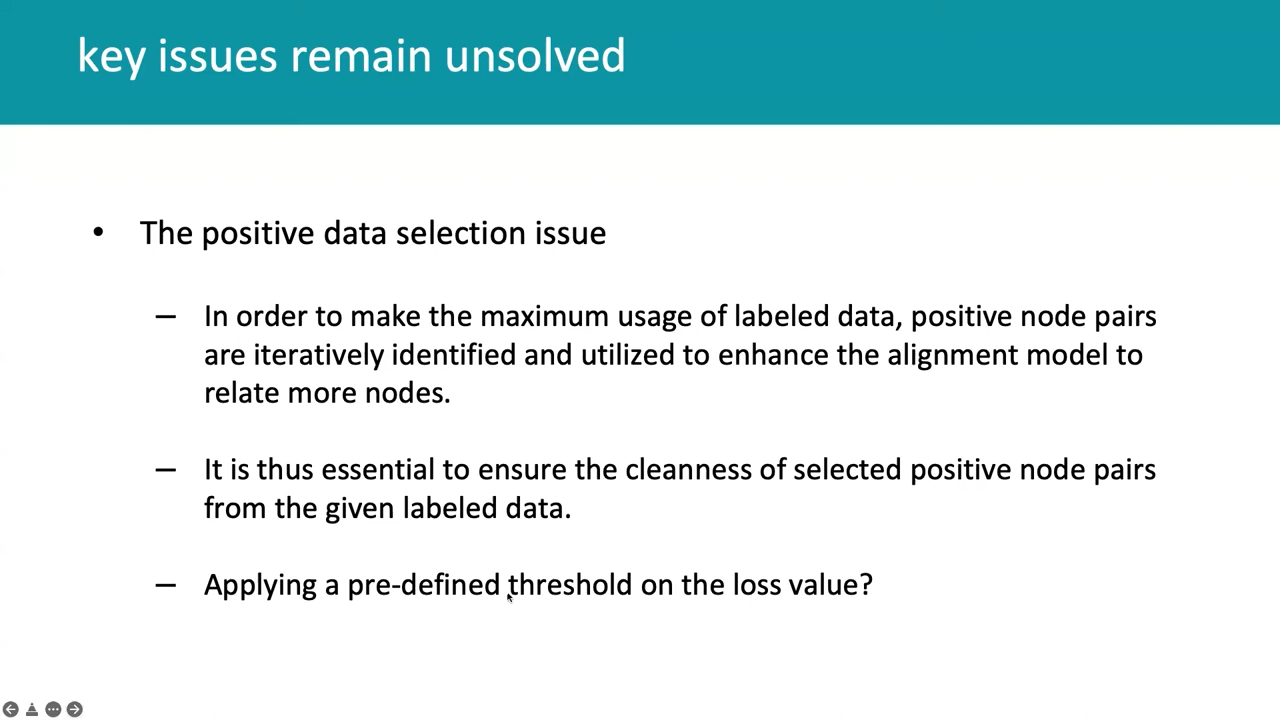 key issues remain unsolved
• The positive data selection issue
– In order to make the maximum usage of labeled data, positive node pairs
are iteratively identified and utilized to enhance the alignment model to
relate more nodes.
– It is thus essential to ensure the cleanness of selected positive node pairs
from the given labeled data.
– Applying a pre-defined threshold on the loss value?